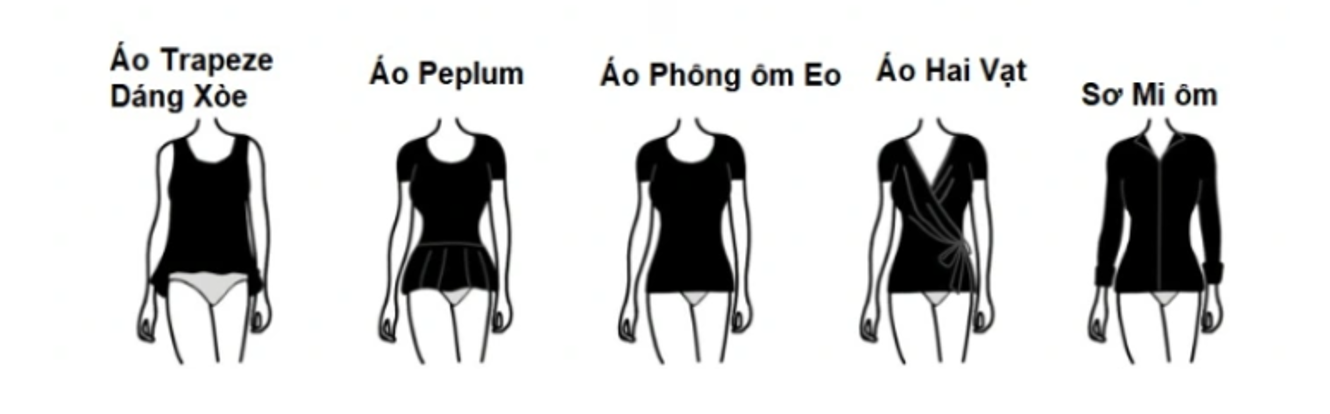 Áo Trapeze
Dáng Xòe
Áo Peplum
Áo Phông ôm Eo
Áo Hai Vạt
Sơ Mi ôm